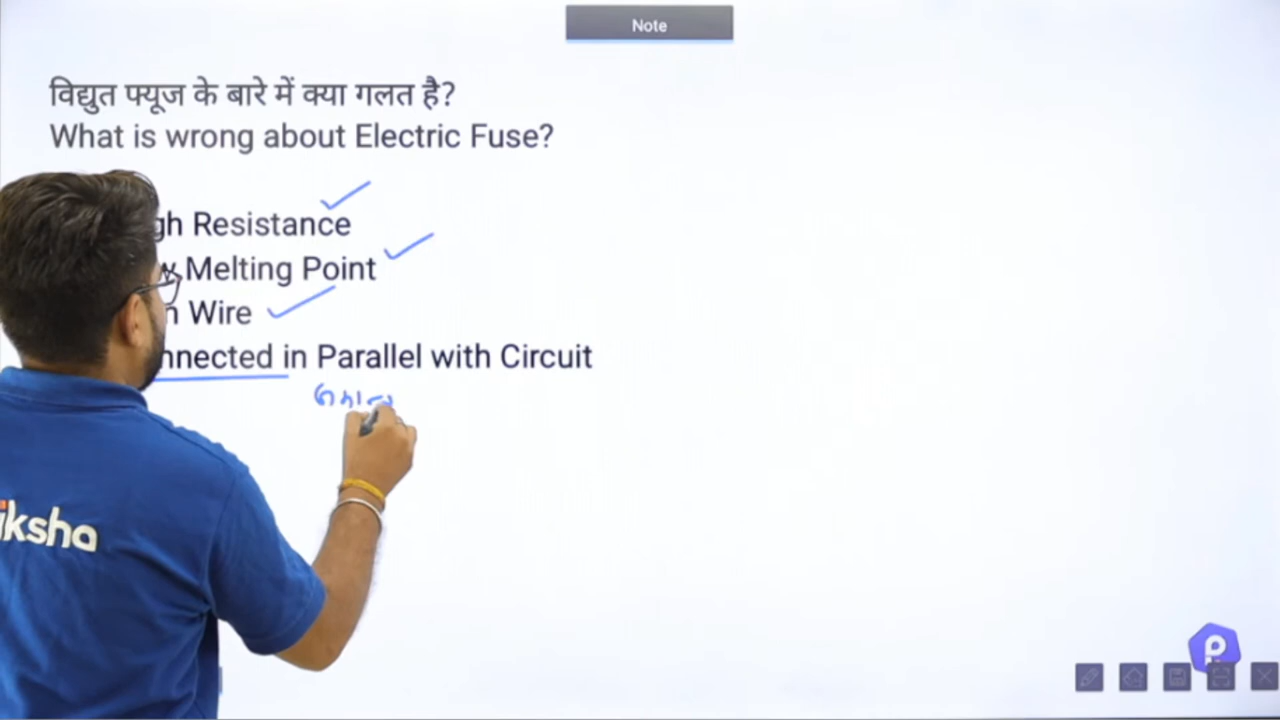 Note
विद्युत फ्यूज के बारे में क्या गलत है?
What is wrong about Electric Fuse?
gh Resistance
w Melting Point
n Wire
nnected in Parallel with Circuit
iksha
P